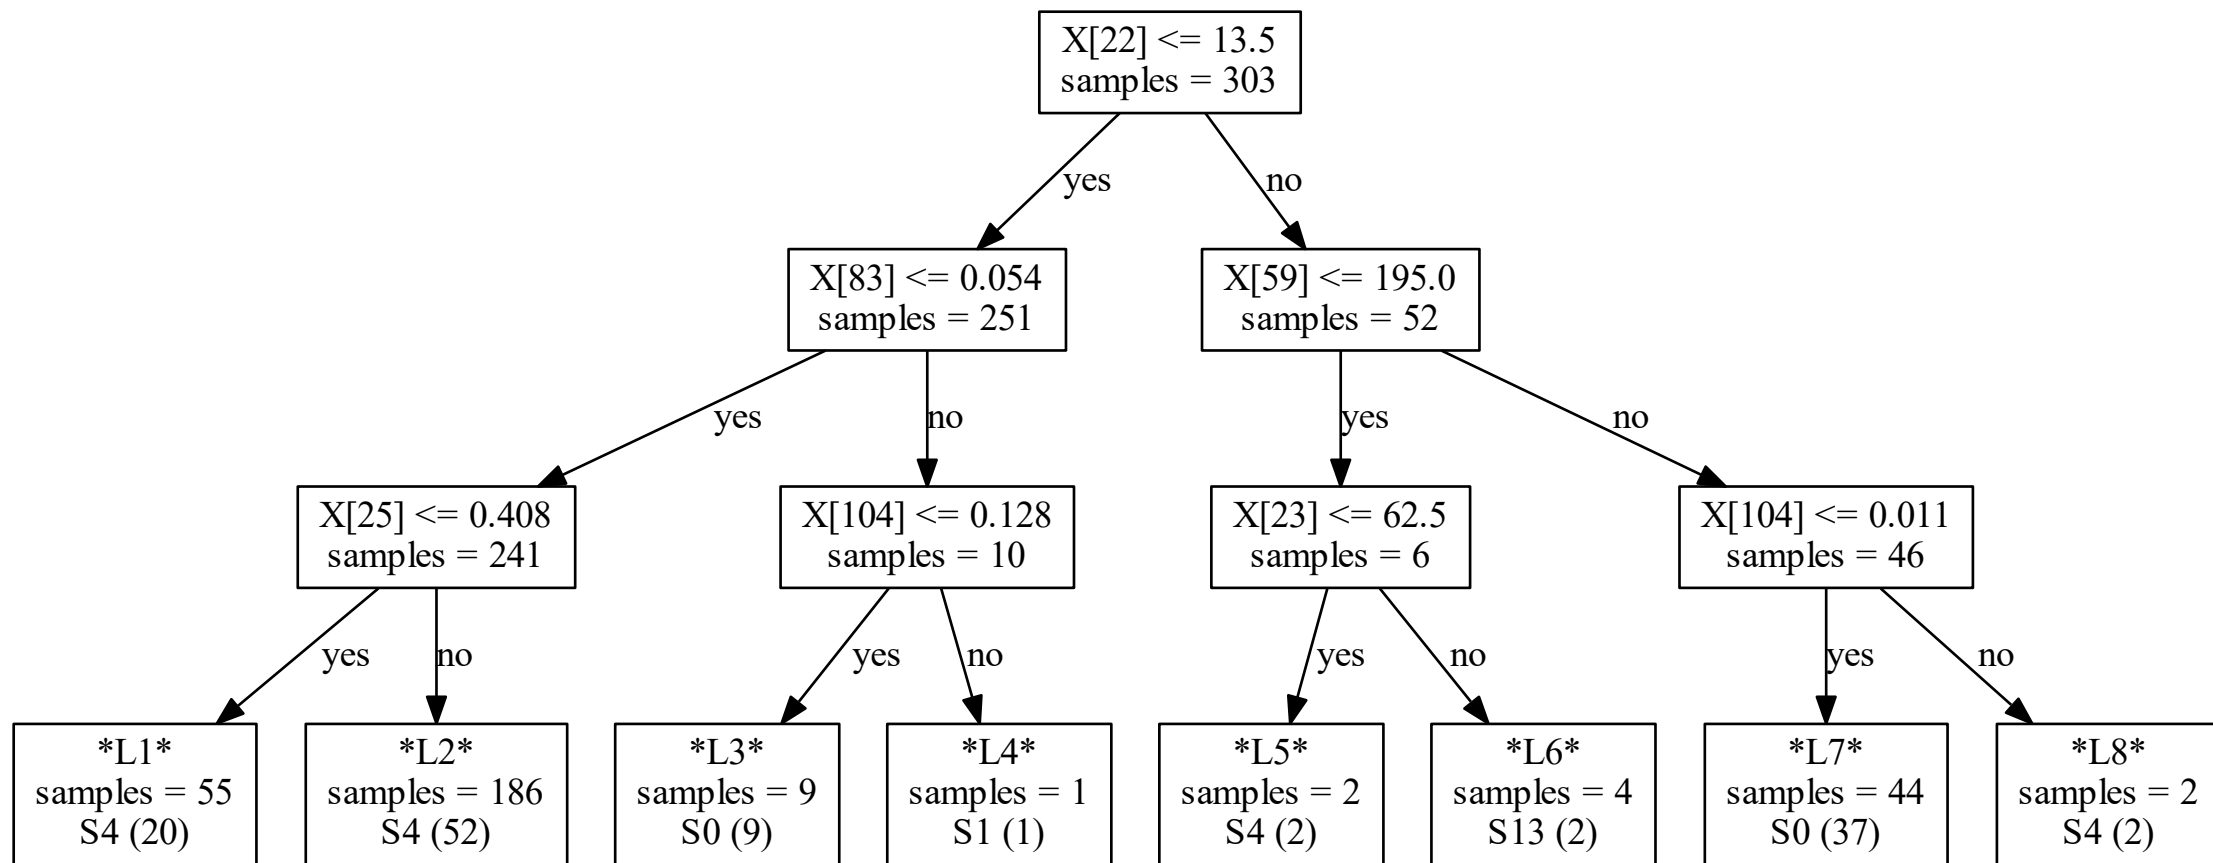 X[22] <= 13.5
samples = 303
yes
no
X[83] <= 0.054
samples = 251
X[59] <= 195.0
samples = 52
yes
no
yes
no
X[25] <= 0.408
samples = 241
X[104] <= 0.128
samples = 10
X[23] <= 62.5
samples = 6
X[104] <= 0.011
samples = 46
yes
no
yes
no
yes
no
yes
no
*L1*
samples = 55
S4 (20)
*L2*
samples = 186
S4 (52)
*L3*
samples = 9
S0 (9)
*L4*
samples = 1
S1 (1)
*L5*
samples = 2
S4 (2)
*L6*
samples = 4
S13 (2)
*L7*
samples = 44
S0 (37)
*L8*
samples = 2
S4 (2)